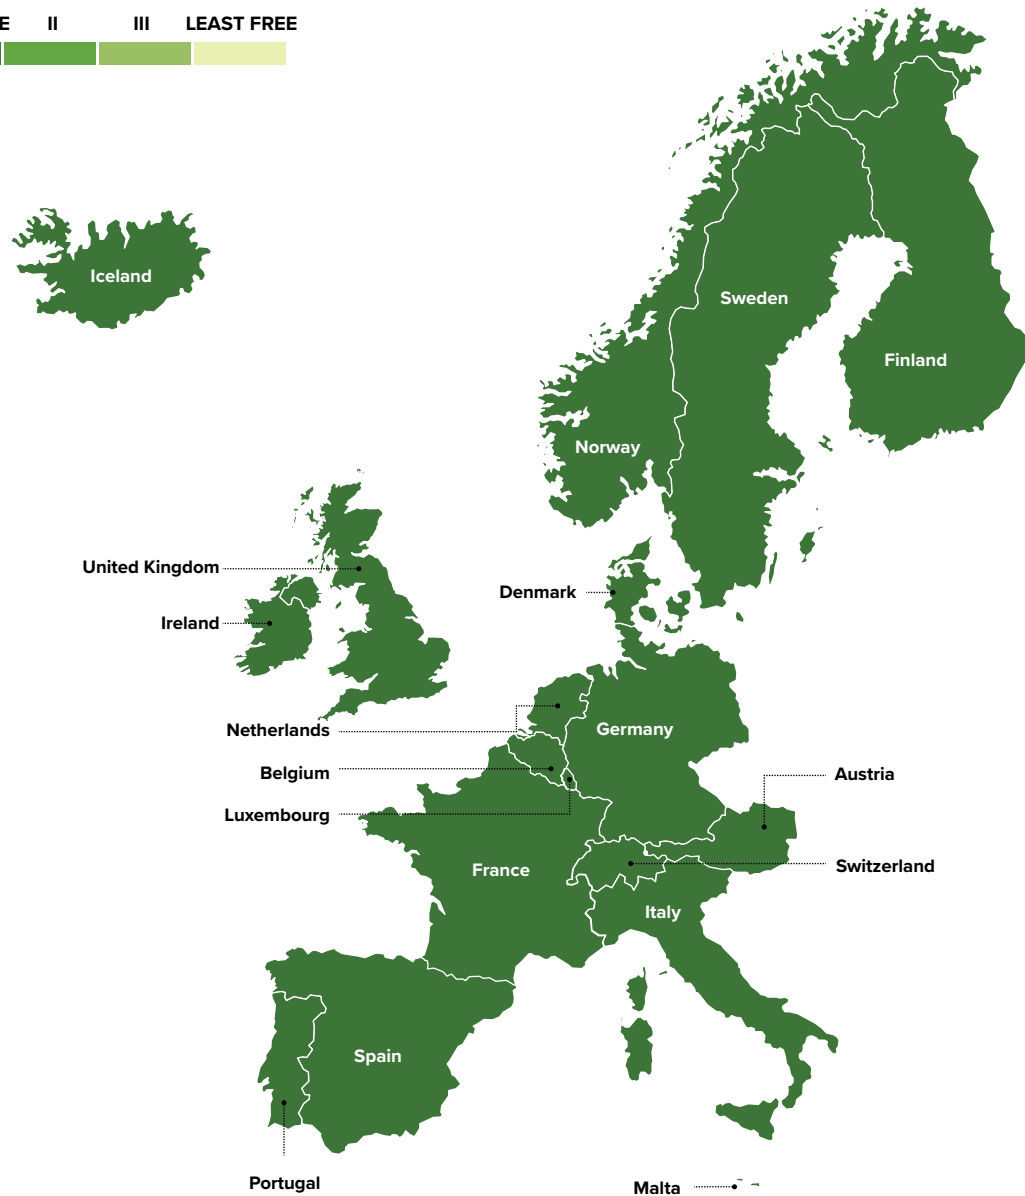 E II III LEAST FREE
Iceland
Sweden
Finland
Norway
United Kingdom
Denmark
Ireland
Netherlands
Germany
Belgium
Austria
Luxembourg
France
Switzerland
Italy
Spain
Portugal
Malta